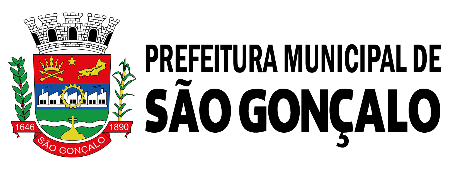 PREFEITURA MUNICIPAL DE
SÃO GONÇALO
1646
1890
SÃO GONÇALO